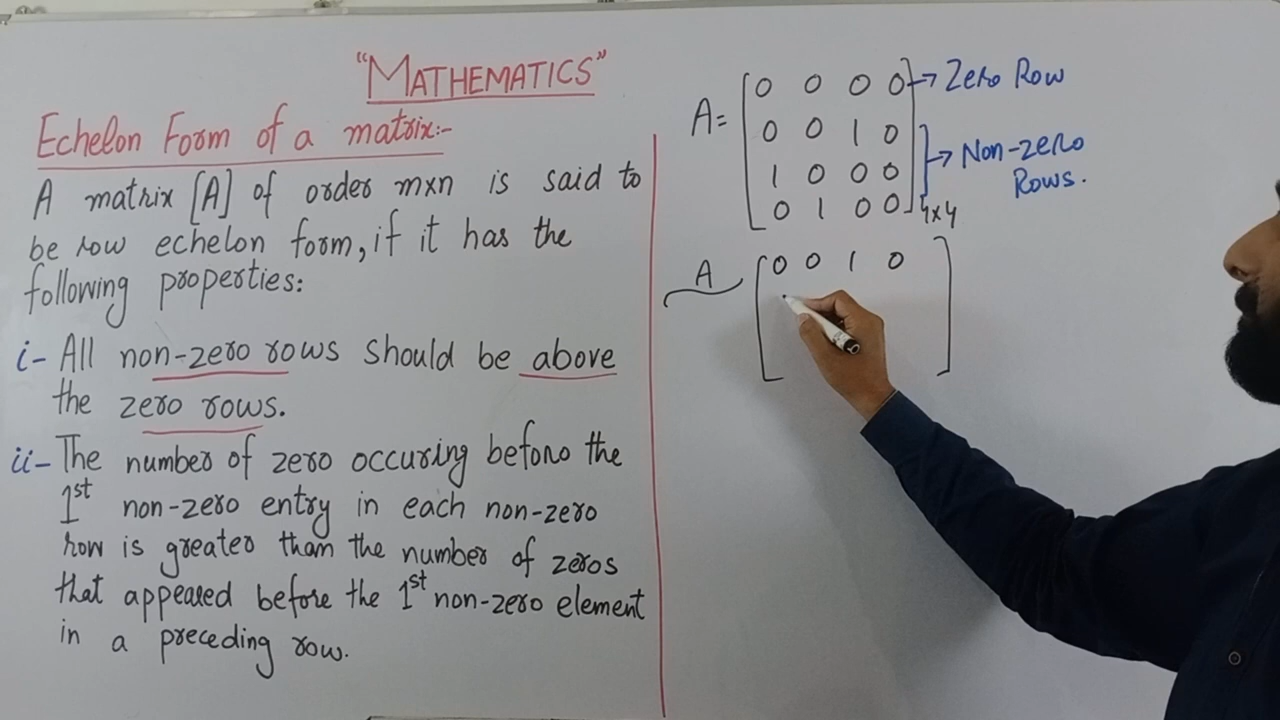 "MATHEMATICS"
Echelon Form of a matrix:-
A matrix [A] of order mxn is said to
be row echelon form, if it has the
following properties:
i- All non-zero rows should be above
the zero rows.
ii- The number of zero occuring before the
1st non-zero entry in each non-zero
row is greater than the number of zeros
that appeared before the 1st non-zero element
in a preceding row.
A= [0 0 0 0] → Zero Row
0 0 1 0
1 0 0 0 → Non-zero
Rows.
0 1 0 0 4x4
A [0 0 1 0]